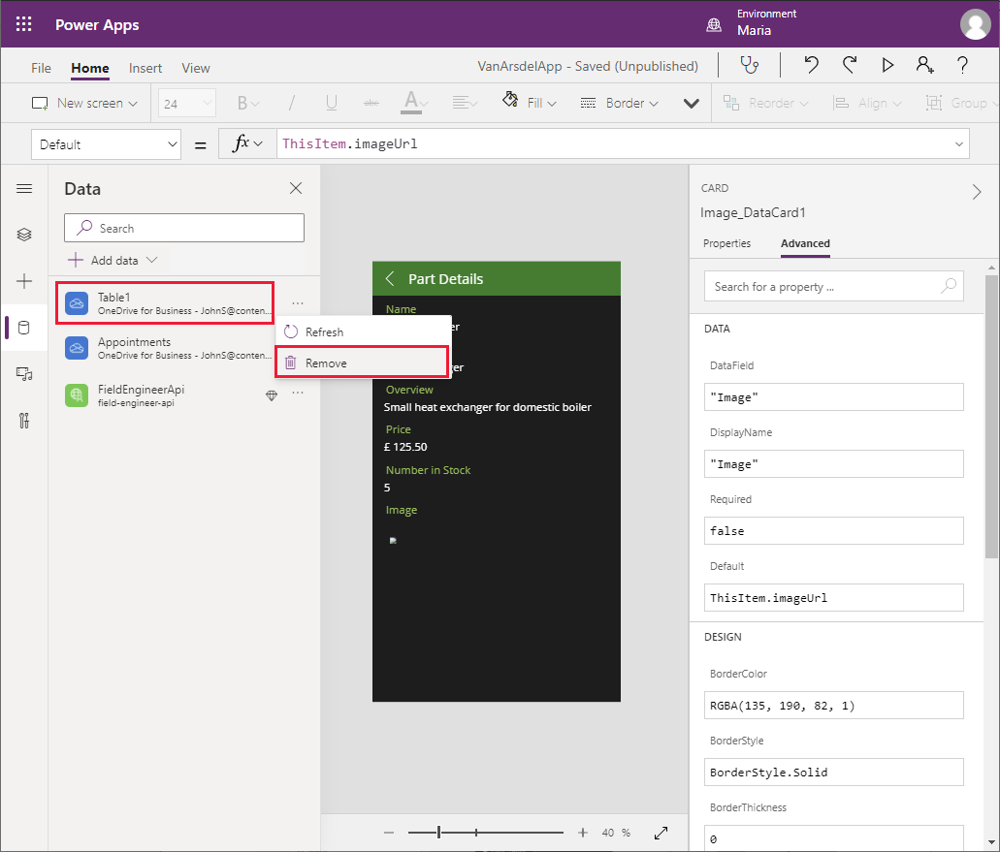 Power Apps
Environment
Maria
File
Home
Insert
View
VanArsdelApp - Saved (Unpublished)
New screen
24
B
/
U
abc
A
Fill
Border
Reorder
Align
Group
Default
=
fx
ThisItem.imageUrl
Data
Search
Add data
Table1
OneDrive for Business - JohnS@conten...
Appointments
OneDrive for Business - JohnS@conten...
FieldEngineerApi
field-engineer-api
Refresh
Remove
Part Details
Name
Overview
Small heat exchanger for domestic boiler
Price
£ 125.50
Number in Stock
5
Image
40 %
CARD
Image_DataCard1
Properties
Advanced
Search for a property ...
DATA
DataField
"Image"
DisplayName
"Image"
Required
false
Default
ThisItem.imageUrl
DESIGN
BorderColor
RGBA(135, 190, 82, 1)
BorderStyle
BorderStyle.Solid
BorderThickness
0